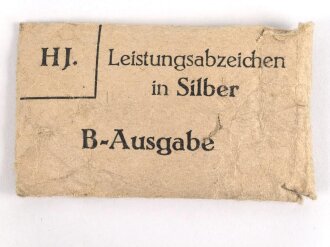 HJ.
Leistungsabzeichen
in Silber
B-Ausgabe